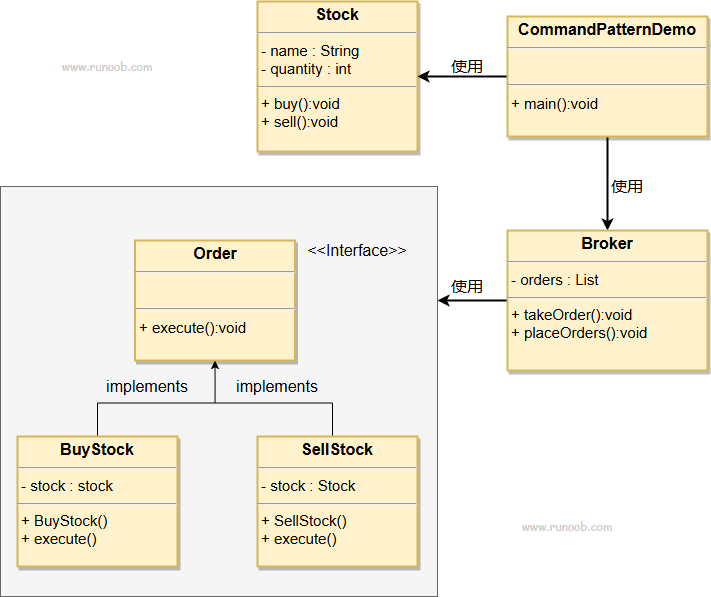 Stock
- name : String
- quantity : int
+ buy():void
+ sell():void
www.runoob.com
使用
CommandPatternDemo
+ main():void
使用
Order
<<Interface>>
+ execute():void
使用
Broker
- orders : List
+ takeOrder():void
+ placeOrders():void
implements
implements
BuyStock
- stock : stock
+ BuyStock()
+ execute()
SellStock
- stock : Stock
+ SellStock()
+ execute()
www.runoob.com